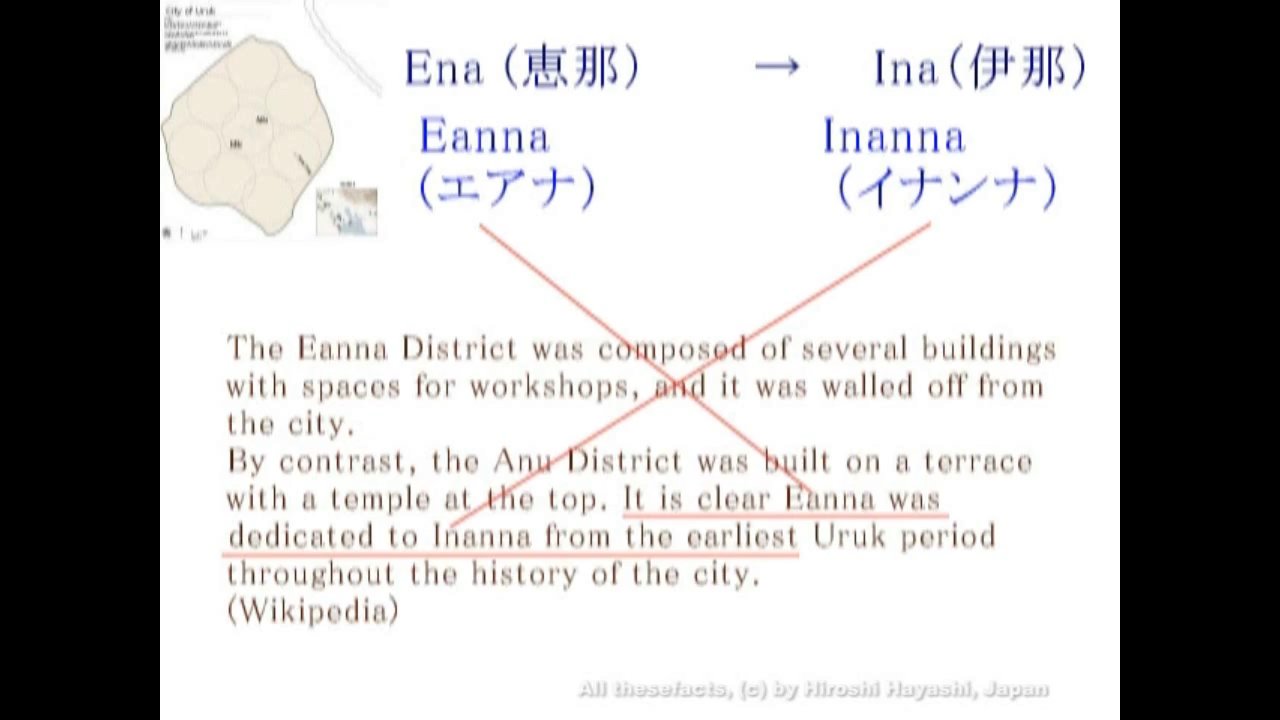 City of Uruk
Ena (恵那) → Ina (伊那)
Eanna Inanna
(エアナ) (イナンナ)
The Eanna District was composed of several buildings
with spaces for workshops, and it was walled off from
the city.
By contrast, the Anu District was built on a terrace
with a temple at the top. It is clear Eanna was
dedicated to Inanna from the earliest Uruk period
throughout the history of the city.
(Wikipedia)
All thesefacts, (c) by Hiroshi Hayashi, Japan